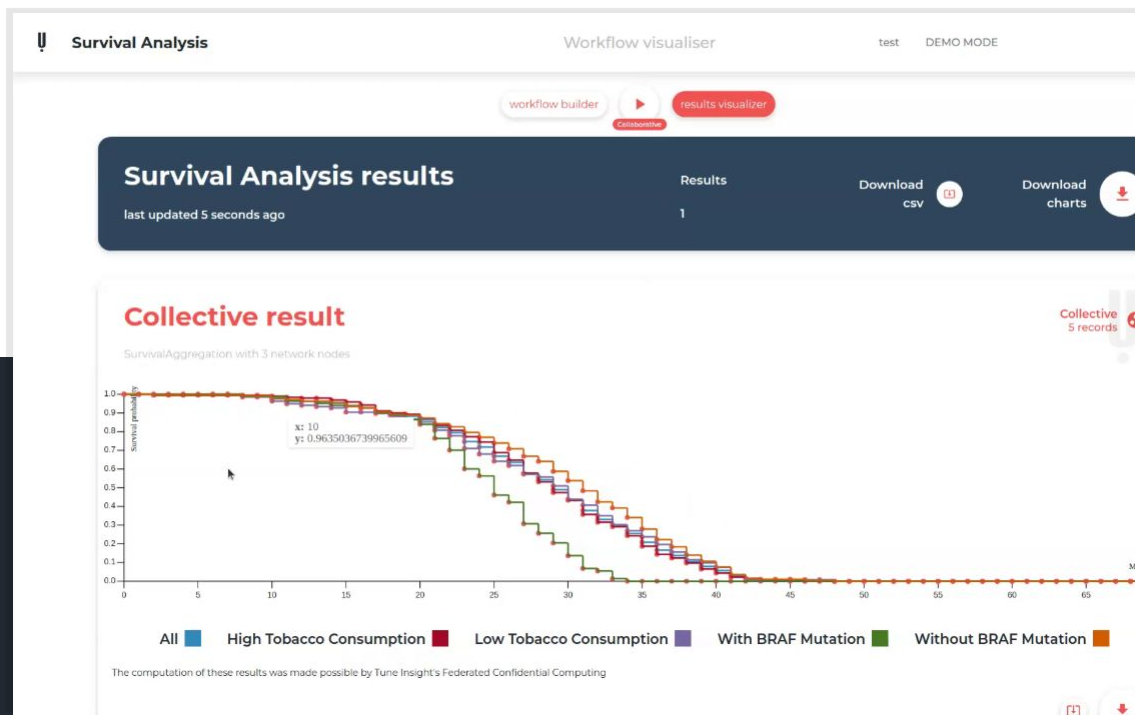 Survival Analysis
Workflow visualiser
test
DEMO MODE
workflow builder
results visualizer
Collaborative
Survival Analysis results
last updated 5 seconds ago
Results
1
Download
csv
Download
charts
Collective result
SurvivalAggregation with 3 network nodes
Collective
5 records
Survival probability
1.0
0.9
0.8
0.7
0.6
0.5
0.4
0.3
0.2
0.1
0.0
x: 10
y: 0.9635036739965609
M
0 5 10 15 20 25 30 35 40 45 50 55 60 65
All High Tobacco Consumption Low Tobacco Consumption With BRAF Mutation Without BRAF Mutation
The computation of these results was made possible by Tune Insight's Federated Confidential Computing